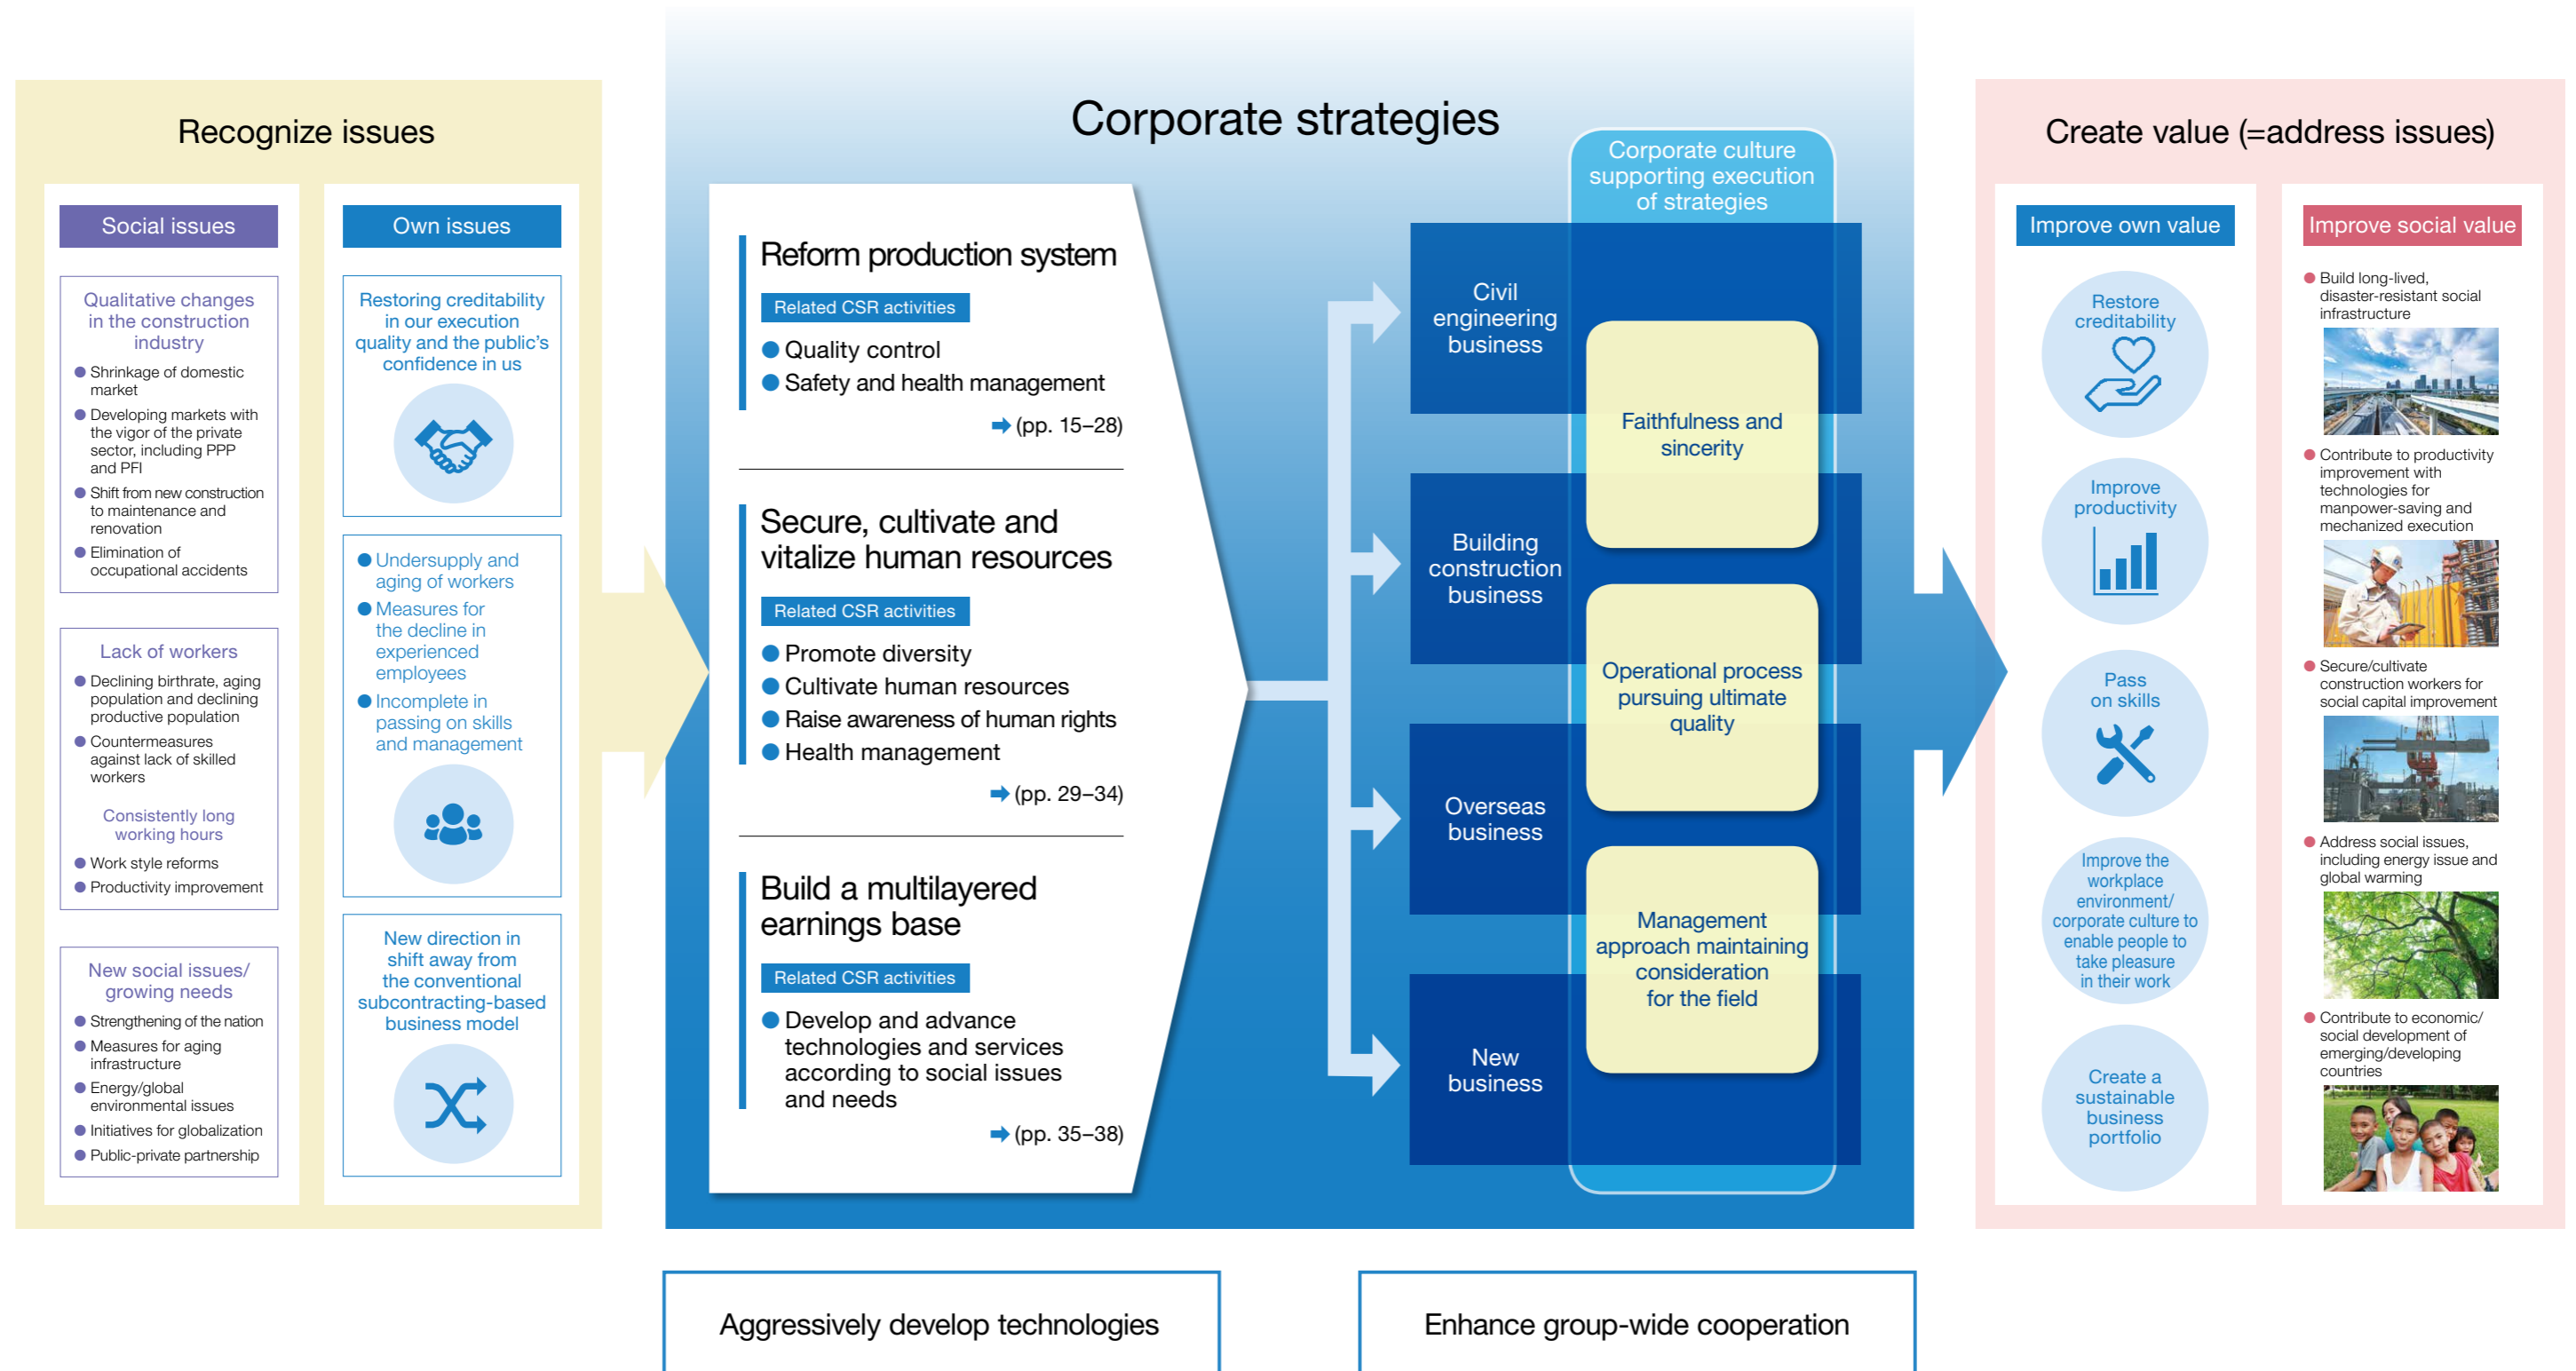 Recognize issues
Social issues
Qualitative changes
in the construction
industry
● Shrinkage of domestic
market
● Developing markets with
the vigor of the private
sector, including PPP
and PFI
● Shift from new construction
to maintenance and
renovation
● Elimination of
occupational accidents
Lack of workers
● Declining birthrate, aging
population and declining
productive population
● Countermeasures
against lack of skilled
workers
Consistently long
working hours
● Work style reforms
● Productivity improvement
New social issues/
growing needs
● Strengthening of the nation
● Measures for aging
infrastructure
● Energy/global
environmental issues
● Initiatives for globalization
● Public-private partnership
Own issues
Restoring creditability
in our execution
quality and the public’s
confidence in us
● Undersupply and
aging of workers
● Measures for
the decline in
experienced
employees
● Incomplete in
passing on skills
and management
New direction in
shift away from
the conventional
subcontracting-based
business model
Corporate strategies
Reform production system
Related CSR activities
● Quality control
● Safety and health management
➡ (pp. 15–28)
Secure, cultivate and
vitalize human resources
Related CSR activities
● Promote diversity
● Cultivate human resources
● Raise awareness of human rights
● Health management
➡ (pp. 29–34)
Build a multilayered
earnings base
Related CSR activities
● Develop and advance
technologies and services
according to social issues
and needs
➡ (pp. 35–38)
Civil
engineering
business
Building
construction
business
Overseas
business
New
business
Corporate culture
supporting execution
of strategies
Faithfulness and
sincerity
Operational process
pursuing ultimate
quality
Management
approach maintaining
consideration
for the field
Create value (=address issues)
Improve own value
Restore
creditability
Improve
productivity
Pass
on skills
Improve the
workplace
environment/
corporate culture to
enable people to
take pleasure
in their work
Create a
sustainable
business
portfolio
Improve social value
● Build long-lived,
disaster-resistant social
infrastructure
● Contribute to productivity
improvement with
technologies for
manpower-saving and
mechanized execution
● Secure/cultivate
construction workers for
social capital improvement
● Address social issues,
including energy issue and
global warming
● Contribute to economic/
social development of
emerging/developing
countries
Aggressively develop technologies
Enhance group-wide cooperation